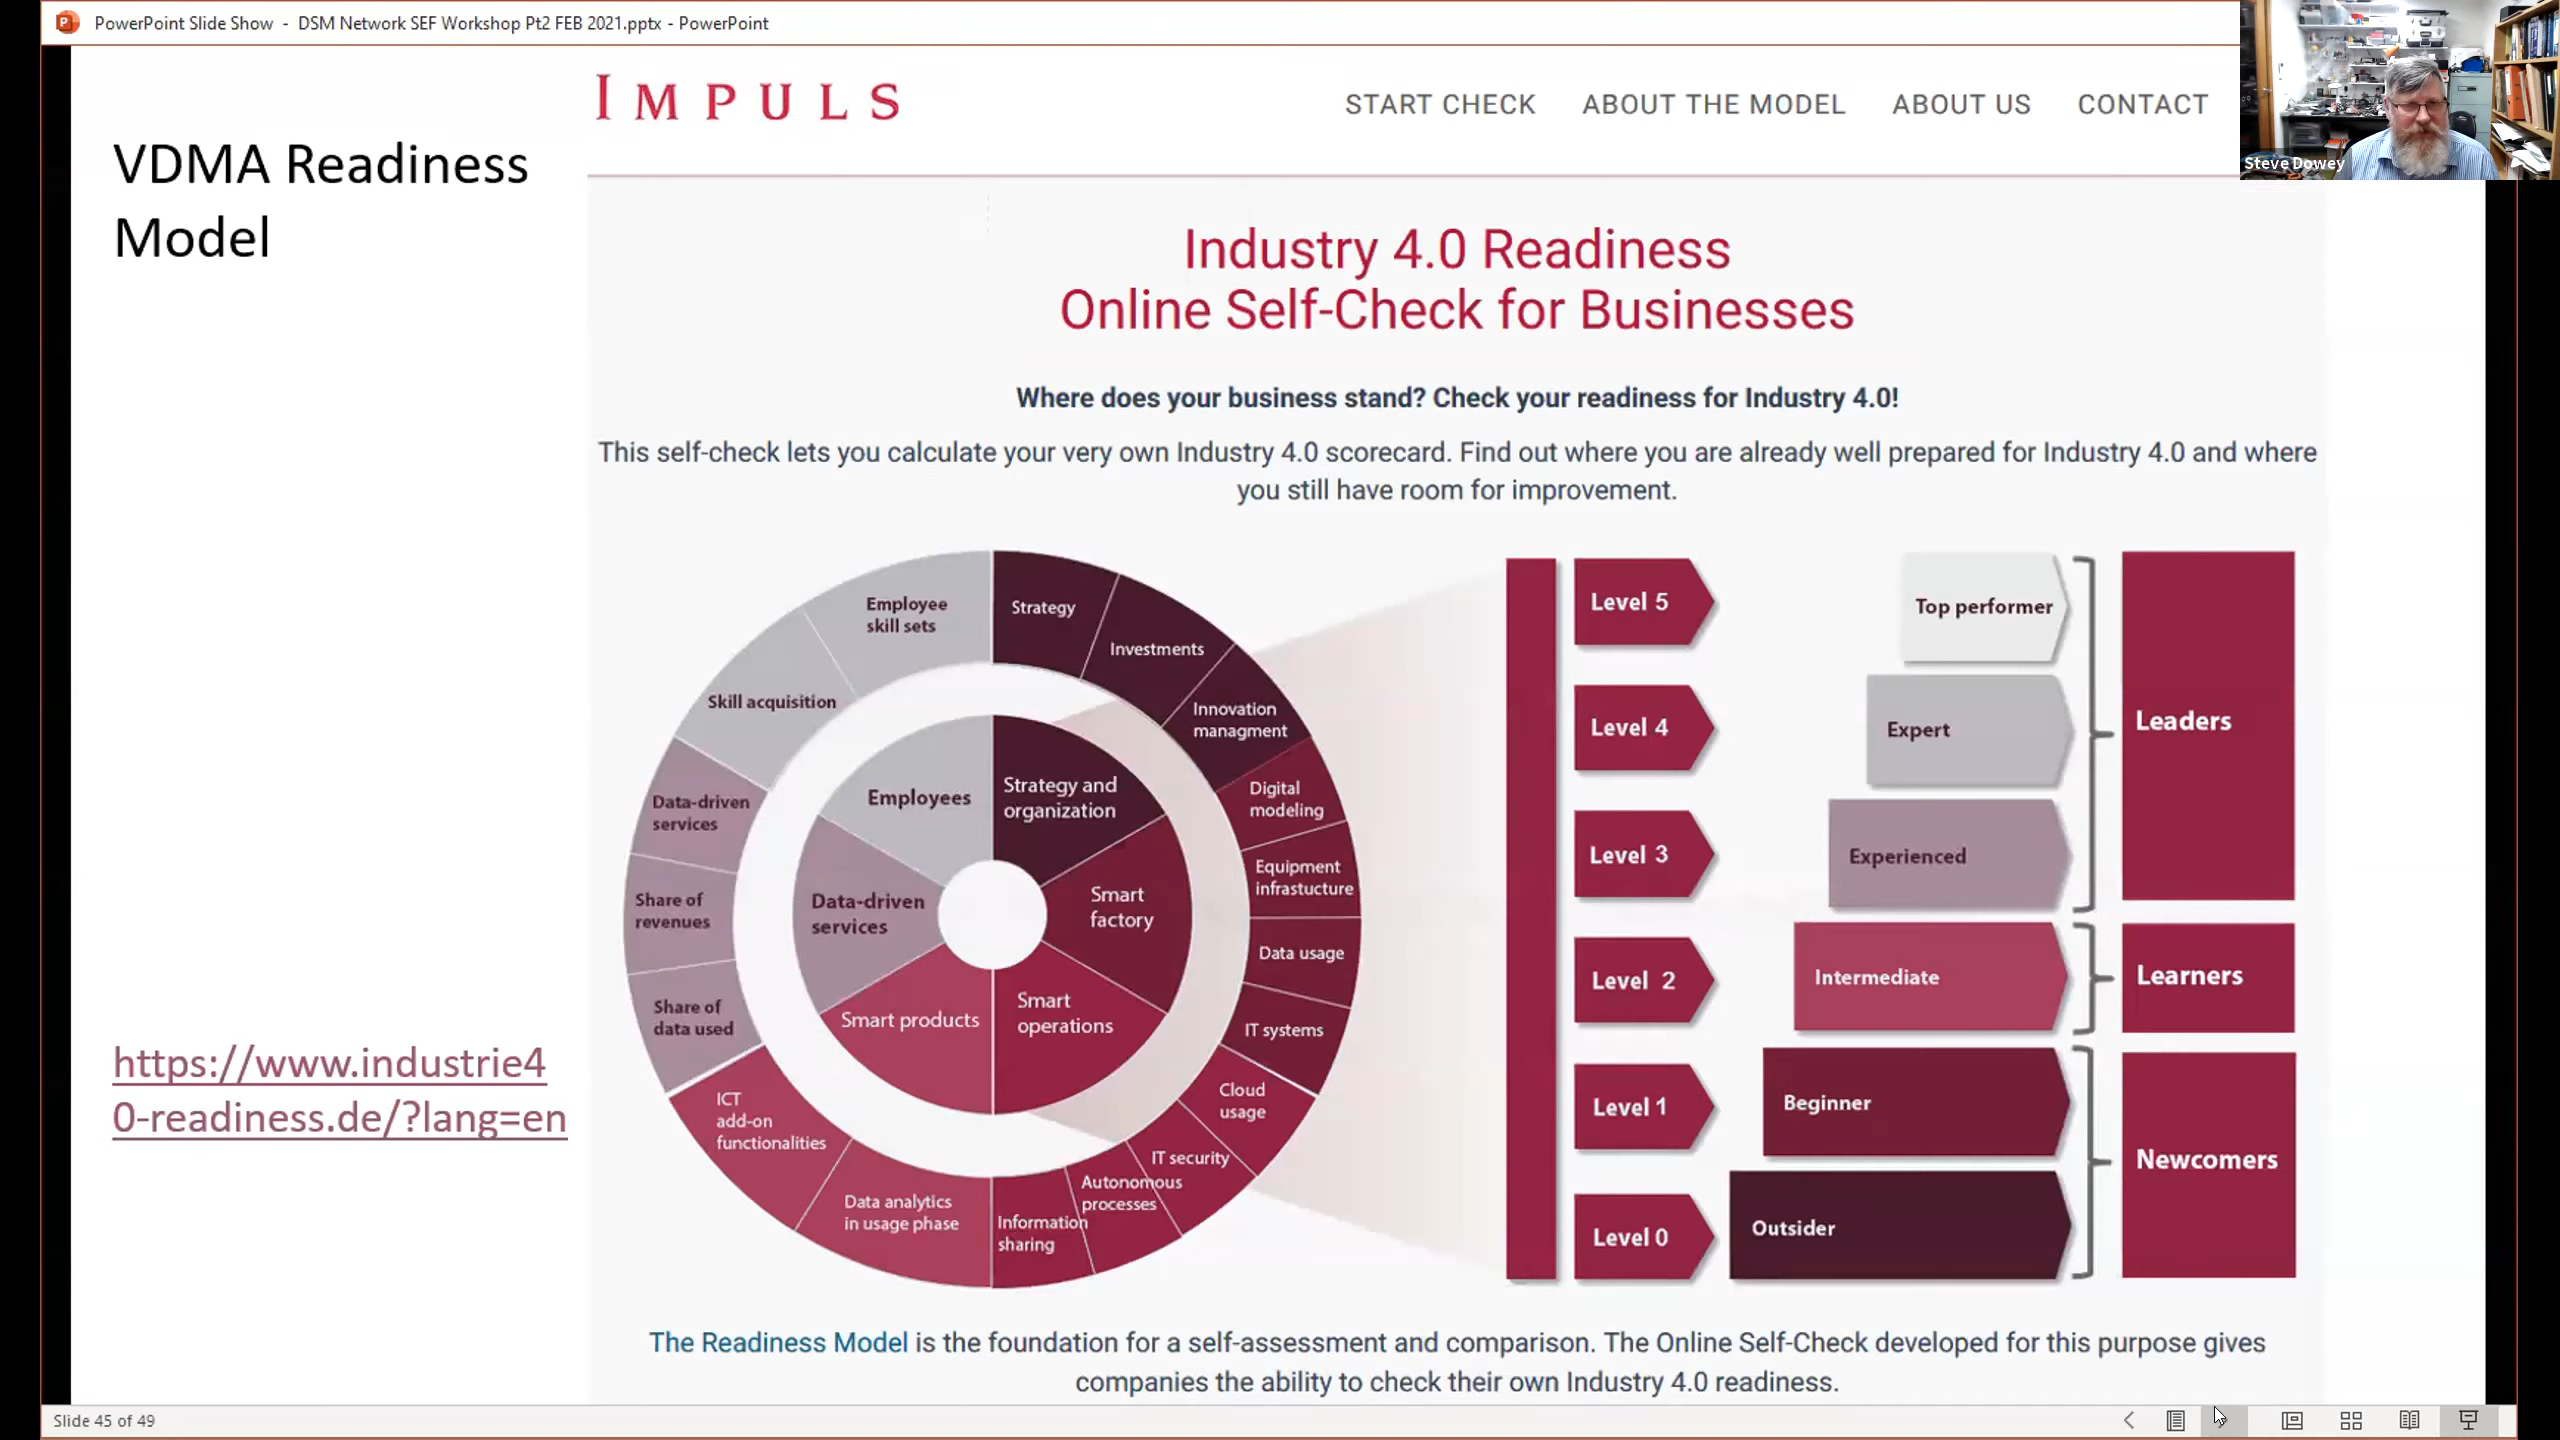 PowerPoint Slide Show - DSM Network SEF Workshop Pt2 FEB 2021.pptx - PowerPoint
Steve Dowey
VDMA Readiness
Model
https://www.industrie4
0-readiness.de/?lang=en
IMPULS
START CHECK ABOUT THE MODEL ABOUT US CONTACT
Industry 4.0 Readiness
Online Self-Check for Businesses
Where does your business stand? Check your readiness for Industry 4.0!
This self-check lets you calculate your very own Industry 4.0 scorecard. Find out where you are already well prepared for Industry 4.0 and where
you still have room for improvement.
Strategy
Investments
Innovation
managment
Digital
modeling
Equipment
infrastucture
Data usage
IT systems
Cloud
usage
IT security
Autonomous
processes
Information
sharing
Data analytics
in usage phase
ICT
add-on
functionalities
Share of
data used
Share of
revenues
Data-driven
services
Skill acquisition
Employee
skill sets
Strategy and
organization
Smart
factory
Smart
operations
Smart products
Data-driven
services
Employees
Level 5
Top performer
Level 4
Expert
Level 3
Experienced
Leaders
Level 2
Intermediate
Learners
Level 1
Beginner
Level 0
Outsider
Newcomers
The Readiness Model is the foundation for a self-assessment and comparison. The Online Self-Check developed for this purpose gives
companies the ability to check their own Industry 4.0 readiness.
Slide 45 of 49